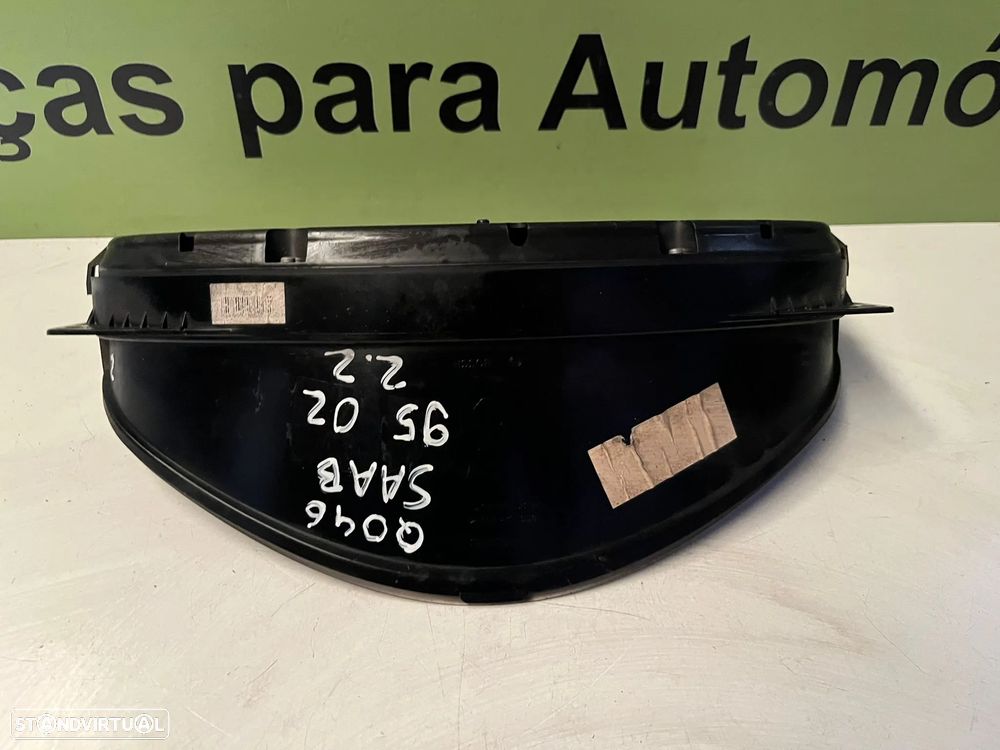 ças para Automó
Q046
SAAB
95 02
2.2
STANDVIRTUAL